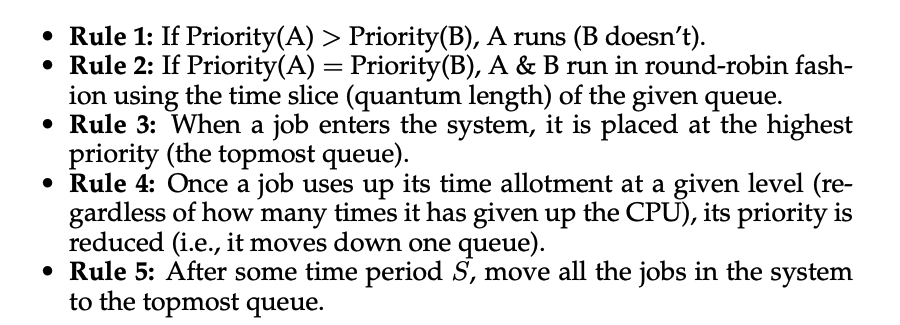 • Rule 1: If Priority(A) > Priority(B), A runs (B doesn't).
• Rule 2: If Priority(A) = Priority(B), A & B run in round-robin fash-
ion using the time slice (quantum length) of the given queue.
• Rule 3: When a job enters the system, it is placed at the highest
priority (the topmost queue).
• Rule 4: Once a job uses up its time allotment at a given level (re-
gardless of how many times it has given up the CPU), its priority is
reduced (i.e., it moves down one queue).
• Rule 5: After some time period S, move all the jobs in the system
to the topmost queue.